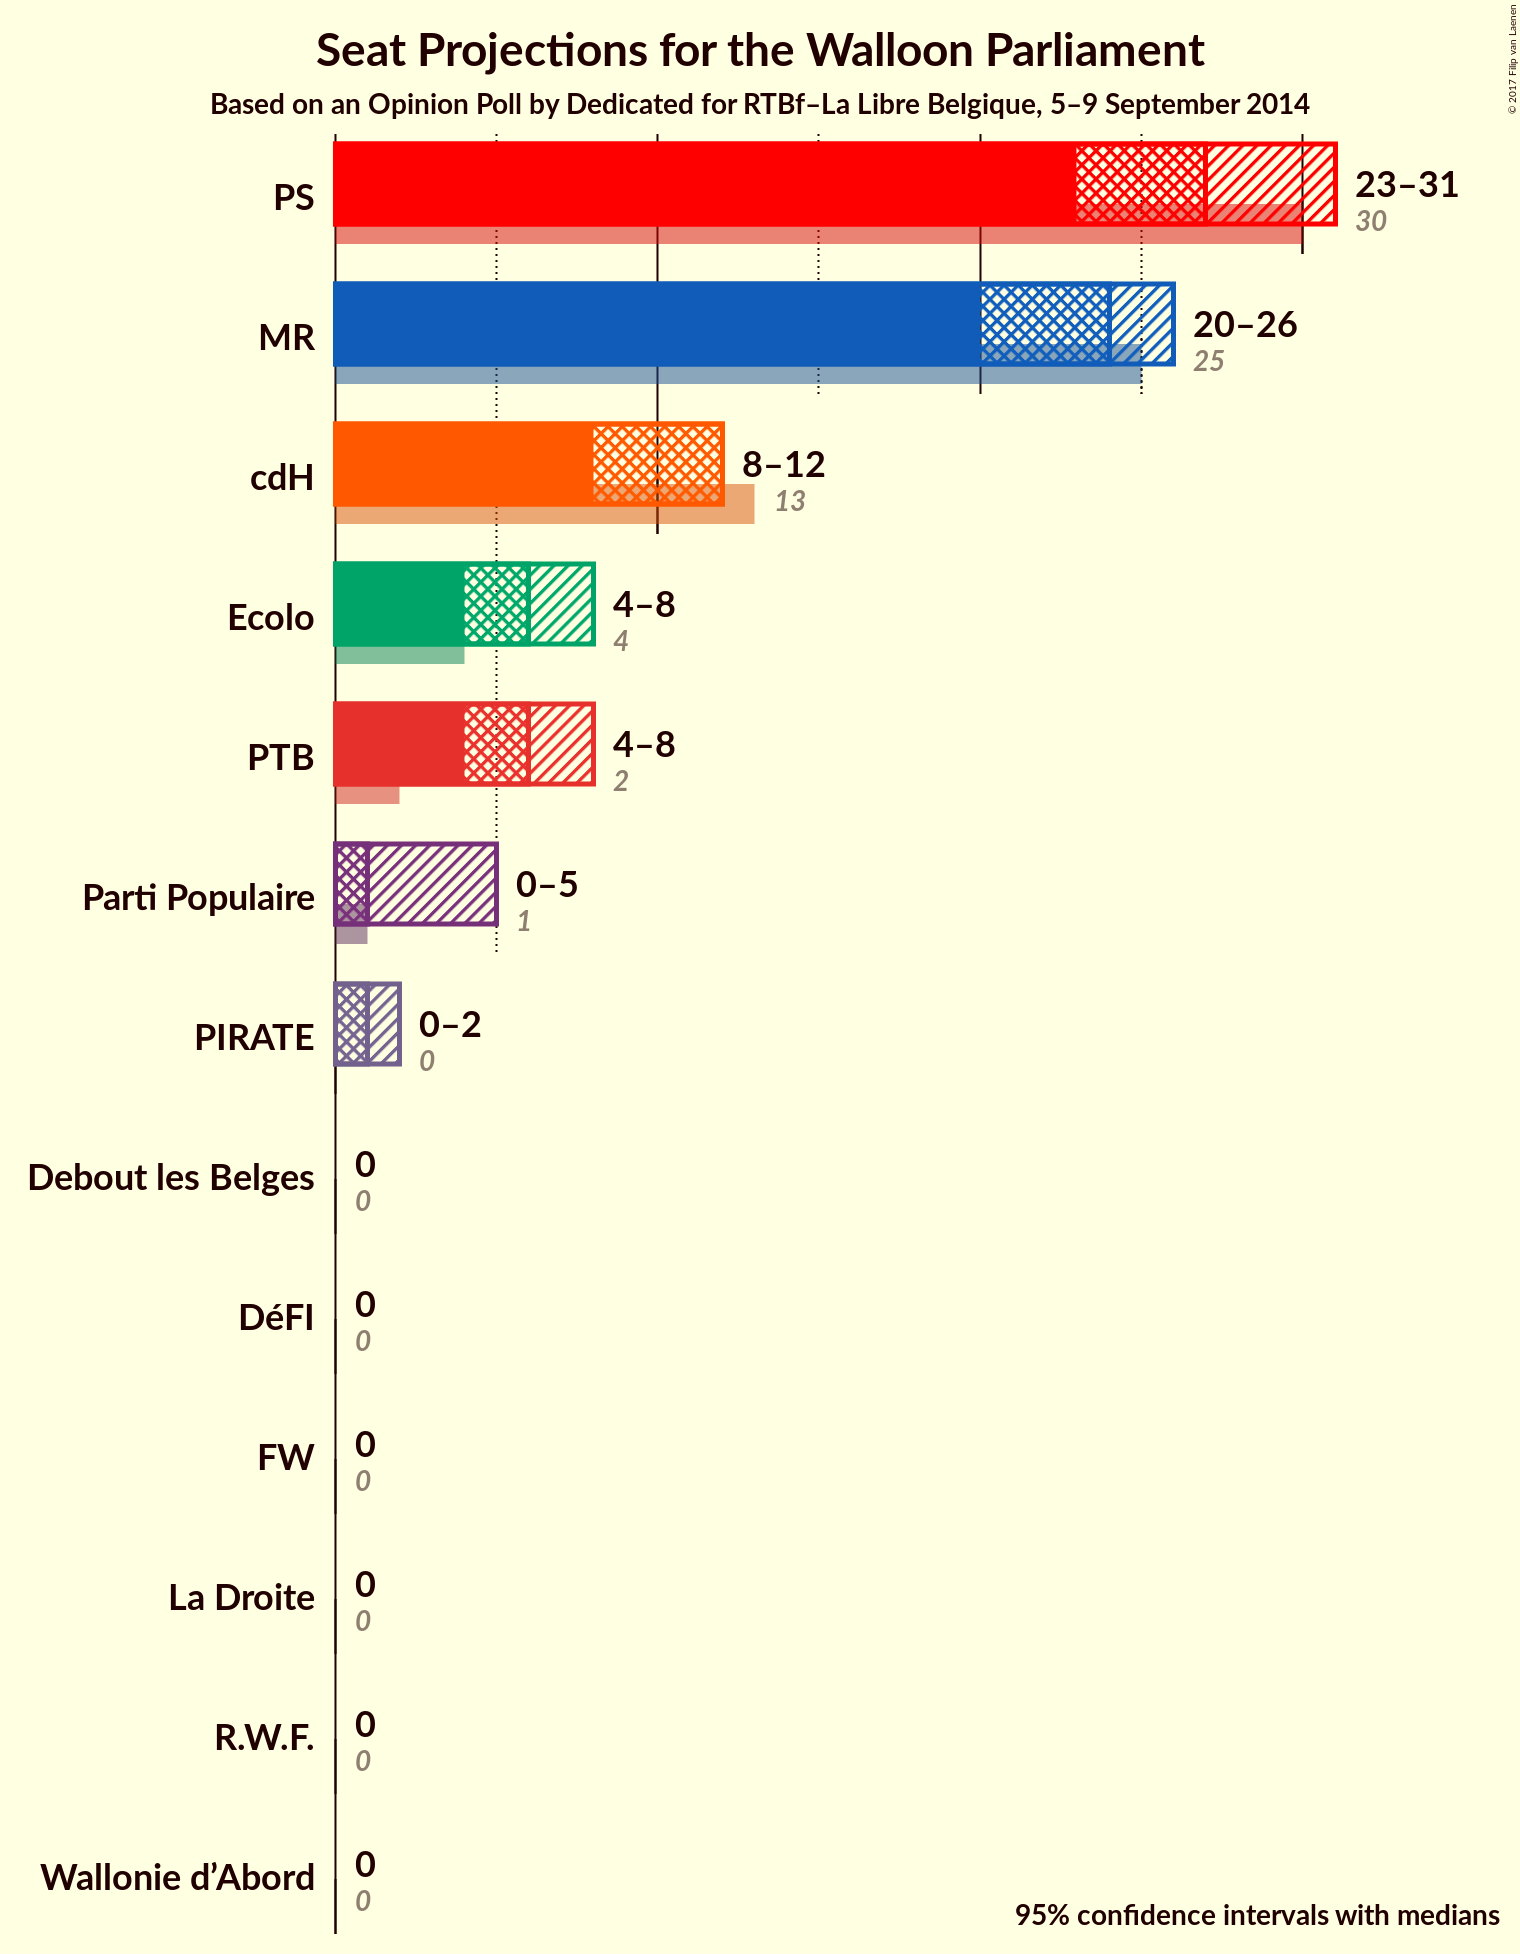 Seat Projections for the Walloon Parliament
Based on an Opinion Poll by Dedicated for RTBf–La Libre Belgique, 5–9 September 2014
© 2017 Filip van Laenen
PS
23–31
30
MR
20–26
25
cdH
8–12
13
Ecolo
4–8
4
PTB
4–8
2
Parti Populaire
0–5
1
PIRATE
0–2
0
Debout les Belges
0
0
DéFI
0
0
FW
0
0
La Droite
0
0
R.W.F.
0
0
Wallonie d’Abord
0
0
95% confidence intervals with medians